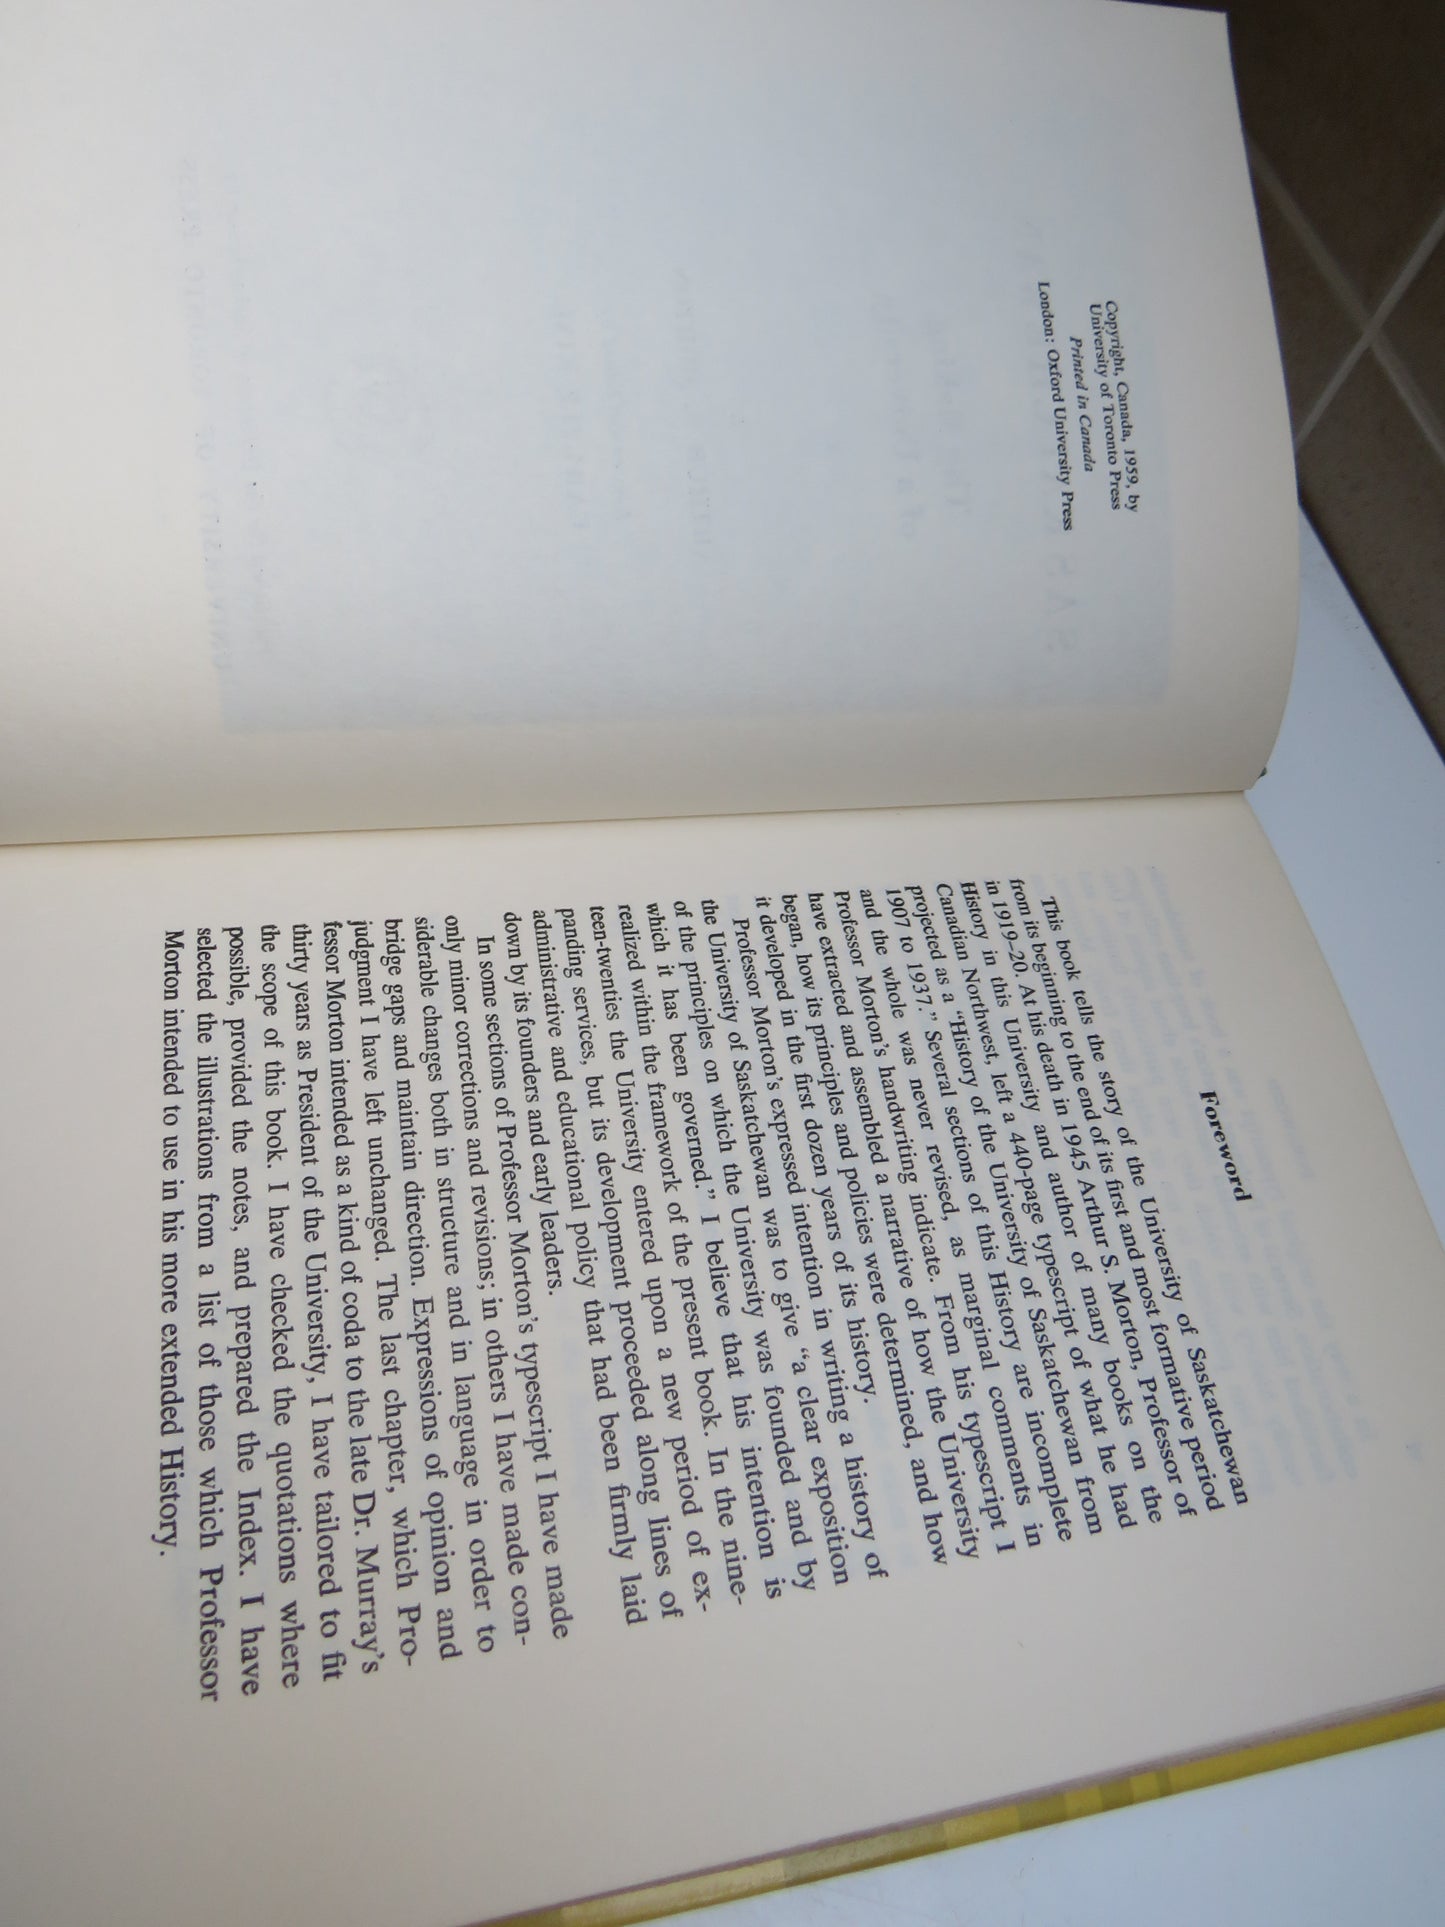 Copyright, Canada, 1959, by
University of Toronto Press
Printed in Canada
London: Oxford University Press
Foreword
This book tells the story of the University of Saskatchewan
from its beginning to the end of its first and most formative period
in 1919–20. At his death in 1945 Arthur S. Morton, Professor of
History in this University and author of many books on the
Canadian Northwest, left a 440-page typescript of what he had
projected as a "History of the University of Saskatchewan from
1907 to 1937." Several sections of this History are incomplete
and the whole was never revised, as marginal comments in
Professor Morton's handwriting indicate. From his typescript I
have extracted and assembled a narrative of how the University
began, how its principles and policies were determined, and how
it developed in the first dozen years of its history.
Professor Morton's expressed intention in writing a history of
the University of Saskatchewan was to give "a clear exposition
of the principles on which the University was founded and by
which it has been governed." I believe that his intention is
realized within the framework of the present book. In the nine-
teen-twenties the University entered upon a new period of ex-
panding services, but its development proceeded along lines of
administrative and educational policy that had been firmly laid
down by its founders and early leaders.
In some sections of Professor Morton's typescript I have made
only minor corrections and revisions; in others I have made con-
siderable changes both in structure and in language in order to
bridge gaps and maintain direction. Expressions of opinion and
judgment I have left unchanged. The last chapter, which Pro-
fessor Morton intended as a kind of coda to the late Dr. Murray's
thirty years as President of the University, I have tailored to fit
the scope of this book. I have checked the quotations where
possible, provided the notes, and prepared the Index. I have
selected the illustrations from a list of those which Professor
Morton intended to use in his more extended History.